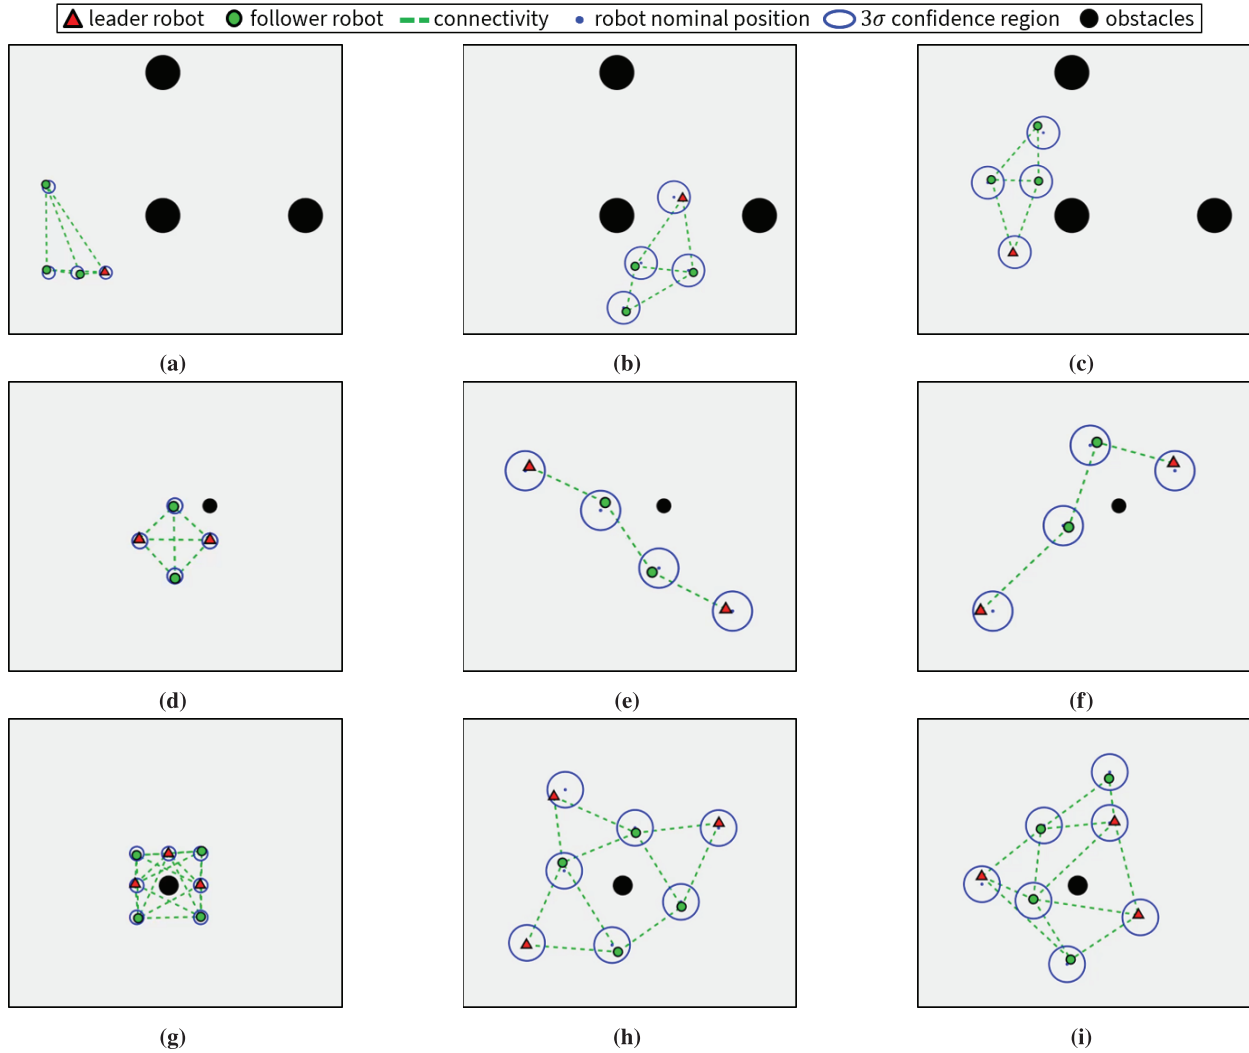 leader robot follower robot connectivity robot nominal position 3σ confidence region obstacles
(a) (b) (c)
(d) (e) (f)
(g) (h) (i)